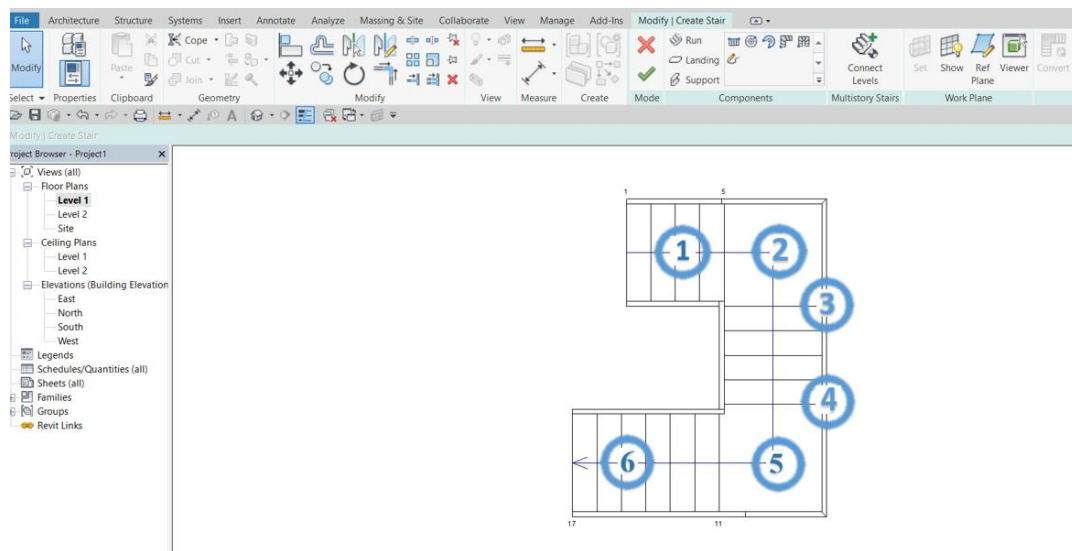 File Architecture Structure Systems Insert Annotate Analyze Massing & Site Collaborate View Manage Add-Ins Modify | Create Stair
Modify Paste Cope Cut Join Run Landing Support Connect Levels Set Show Ref Plane Viewer Convert
Select Properties Clipboard Geometry Modify View Measure Create Mode Components Multistory Stairs Work Plane
A
Modify | Create Stair
roject Browser - Project1 X
Views (all)
Floor Plans
Level 1
Level 2
Site
Ceiling Plans
Level 1
Level 2
Elevations (Building Elevation
East
North
South
West
Legends
Schedules/Quantities (all)
Sheets (all)
Families
Groups
Revit Links
1 5
1 2
3
4
6 5
17 11